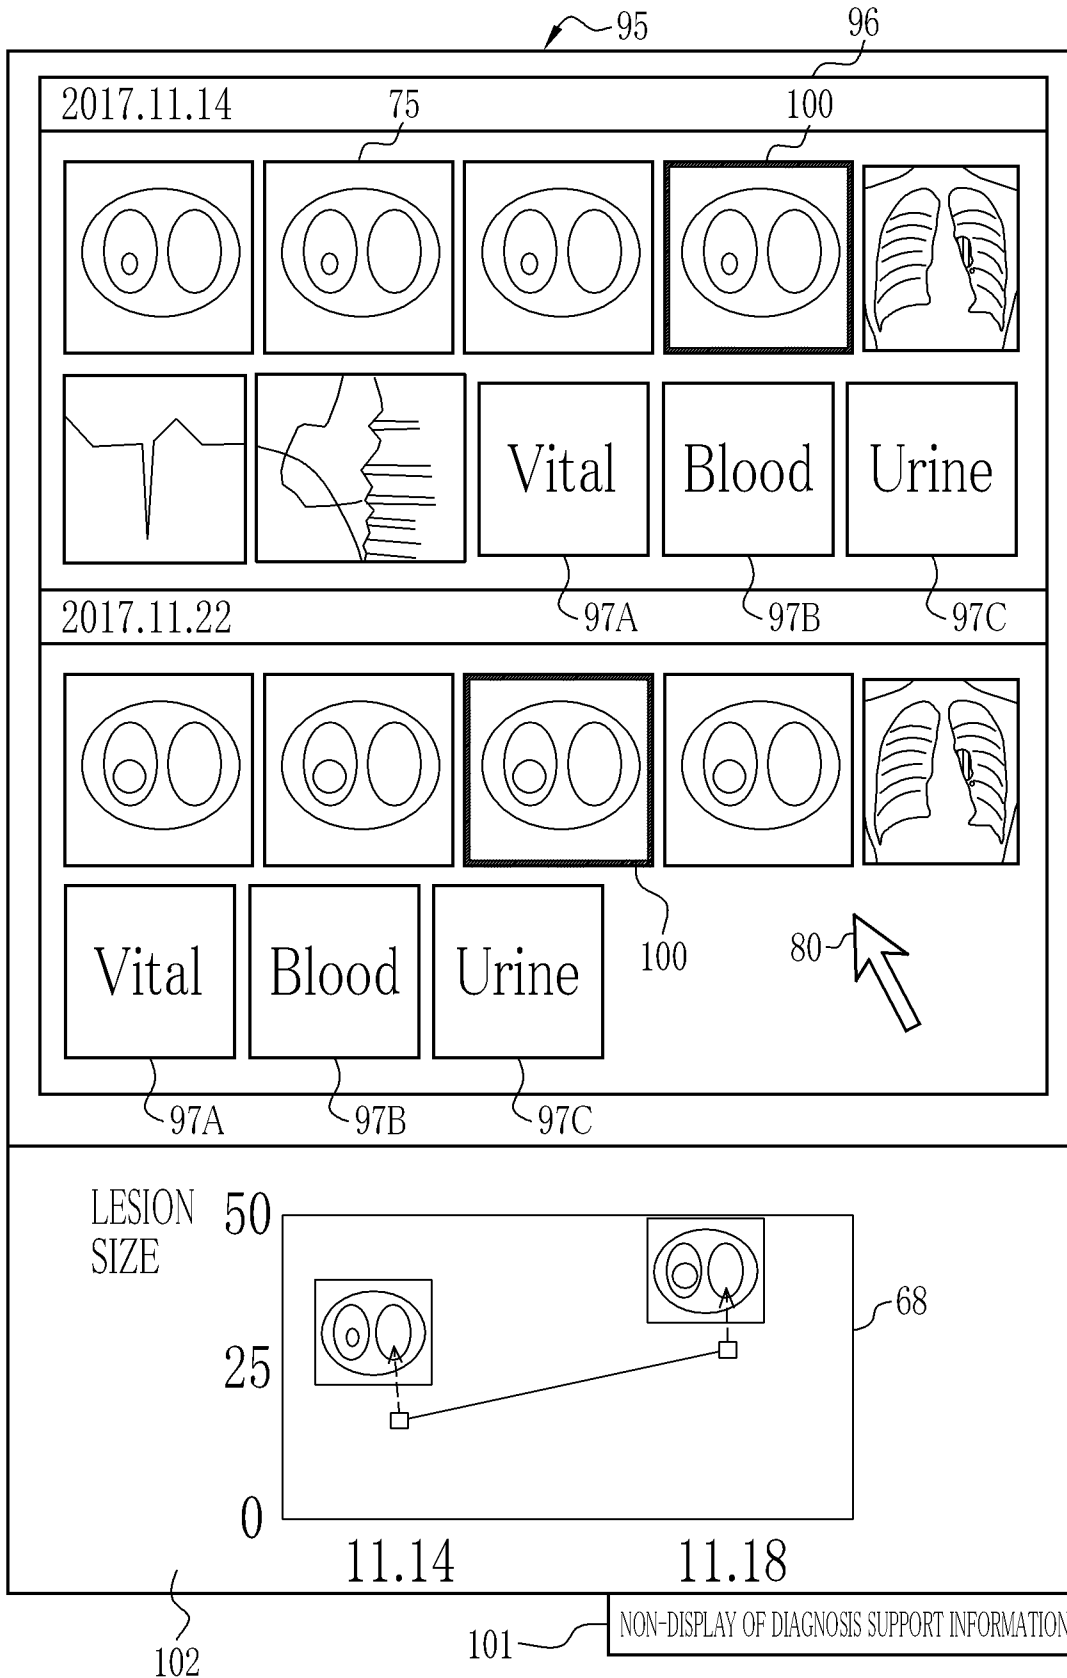 95
96
2017.11.14
75
100
Vital
Blood
Urine
2017.11.22
97A
97B
97C
Vital
Blood
Urine
100
80
97A
97B
97C
LESION
SIZE
50
25
0
68
11.14
11.18
102
101
NON-DISPLAY OF DIAGNOSIS SUPPORT INFORMATION